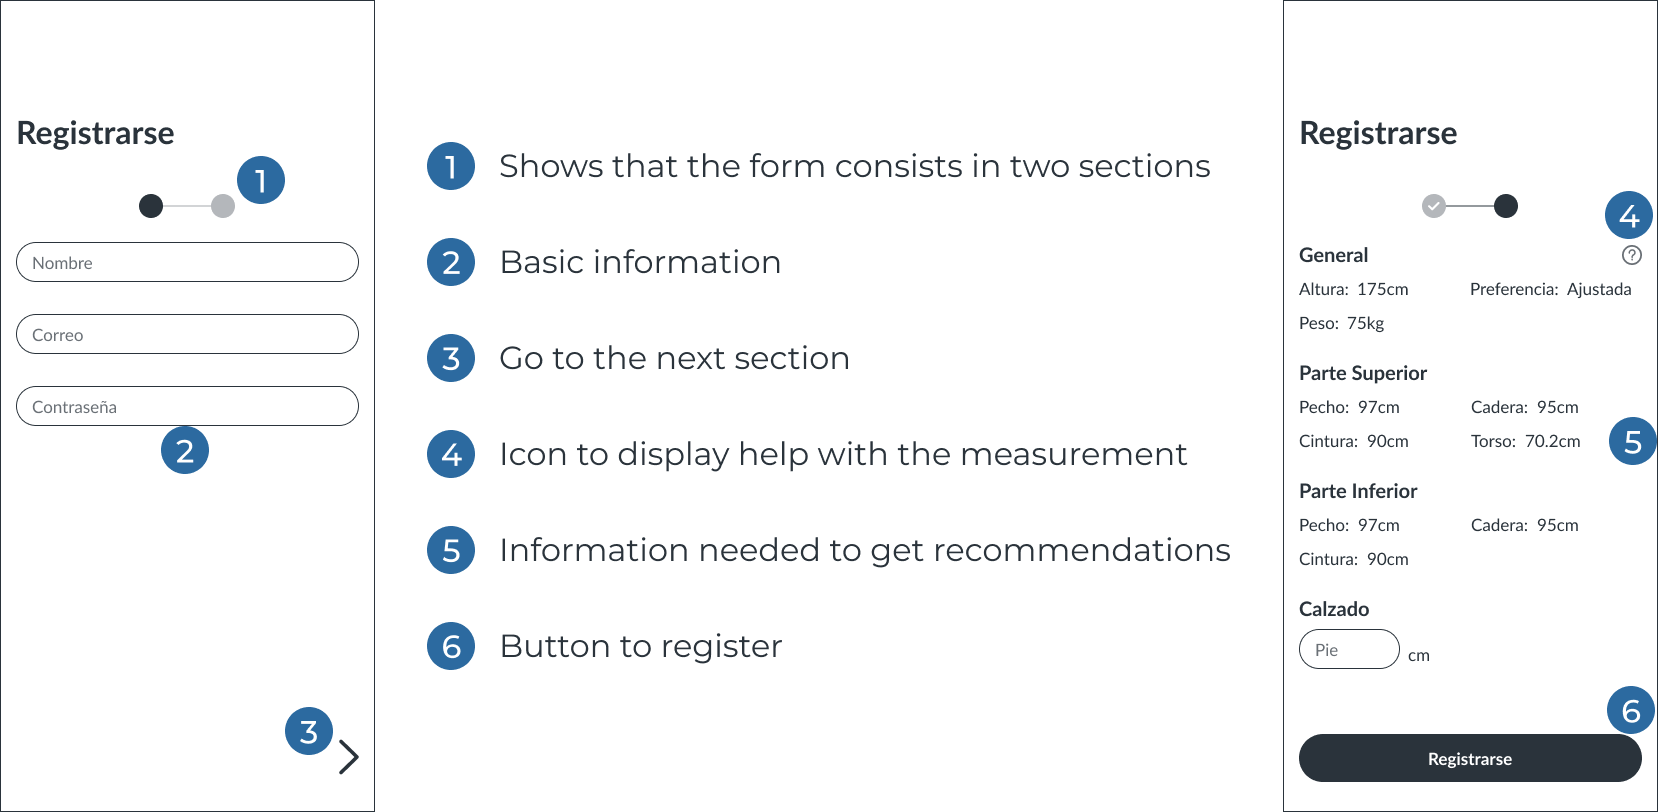 Registrarse
1
Nombre
Correo
Contraseña
2
3
1 Shows that the form consists in two sections
2 Basic information
3 Go to the next section
4 Icon to display help with the measurement
5 Information needed to get recommendations
6 Button to register
Registrarse
4
General ?
Altura: 175cm Preferencia: Ajustada
Peso: 75kg
Parte Superior
Pecho: 97cm Cadera: 95cm
Cintura: 90cm Torso: 70.2cm
5
Parte Inferior
Pecho: 97cm Cadera: 95cm
Cintura: 90cm
Calzado
Pie cm
6
Registrarse